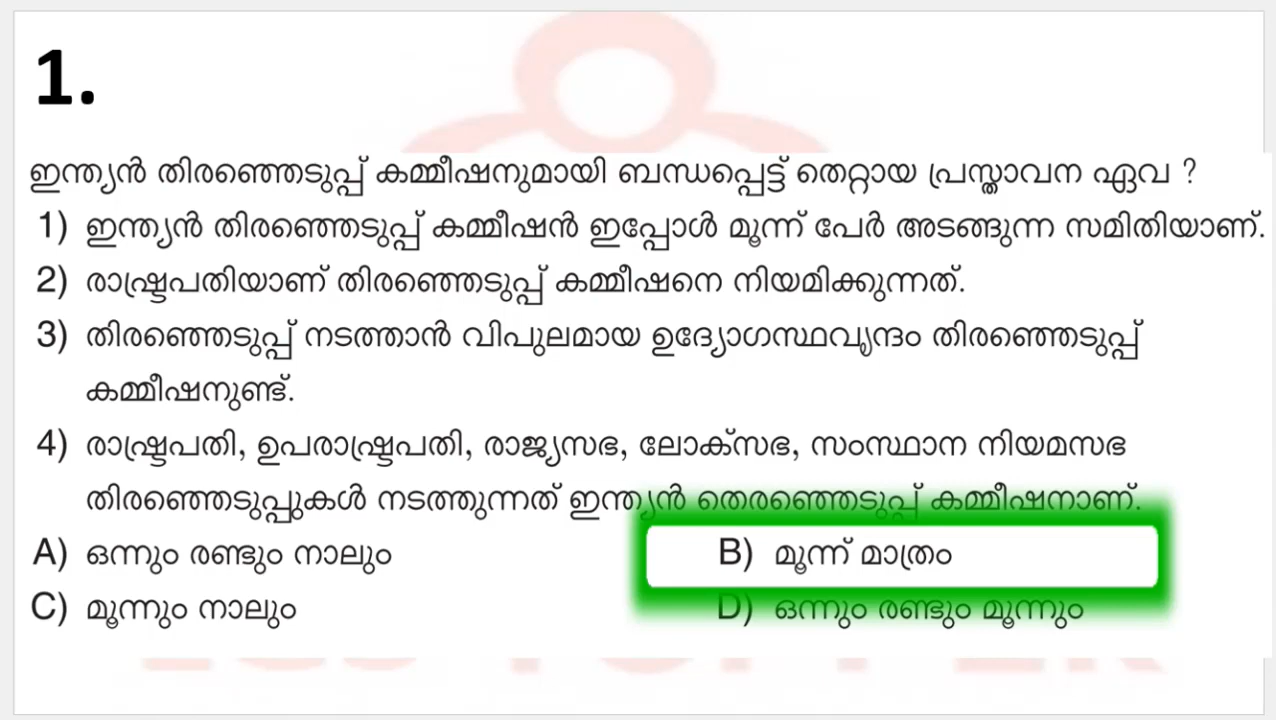 1.
ഇന്ത്യൻ തിരഞ്ഞെടുപ്പ് കമ്മീഷനുമായി ബന്ധപ്പെട്ട് തെറ്റായ പ്രസ്താവന ഏവ ?
1) ഇന്ത്യൻ തിരഞ്ഞെടുപ്പ് കമ്മീഷൻ ഇപ്പോൾ മൂന്ന് പേർ അടങ്ങുന്ന സമിതിയാണ്.
2) രാഷ്ട്രപതിയാണ് തിരഞ്ഞെടുപ്പ് കമ്മീഷനെ നിയമിക്കുന്നത്.
3) തിരഞ്ഞെടുപ്പ് നടത്താൻ വിപുലമായ ഉദ്യോഗസ്ഥവൃന്ദം തിരഞ്ഞെടുപ്പ്
കമ്മീഷനുണ്ട്.
4) രാഷ്ട്രപതി, ഉപരാഷ്ട്രപതി, രാജ്യസഭ, ലോക്സഭ, സംസ്ഥാന നിയമസഭ
തിരഞ്ഞെടുപ്പുകൾ നടത്തുന്നത് ഇന്ത്യൻ തെരഞ്ഞെടുപ്പ് കമ്മീഷനാണ്.
A) ഒന്നും രണ്ടും നാലും B) മൂന്ന് മാത്രം
C) മൂന്നും നാലും D) ഒന്നും രണ്ടും മൂന്നും